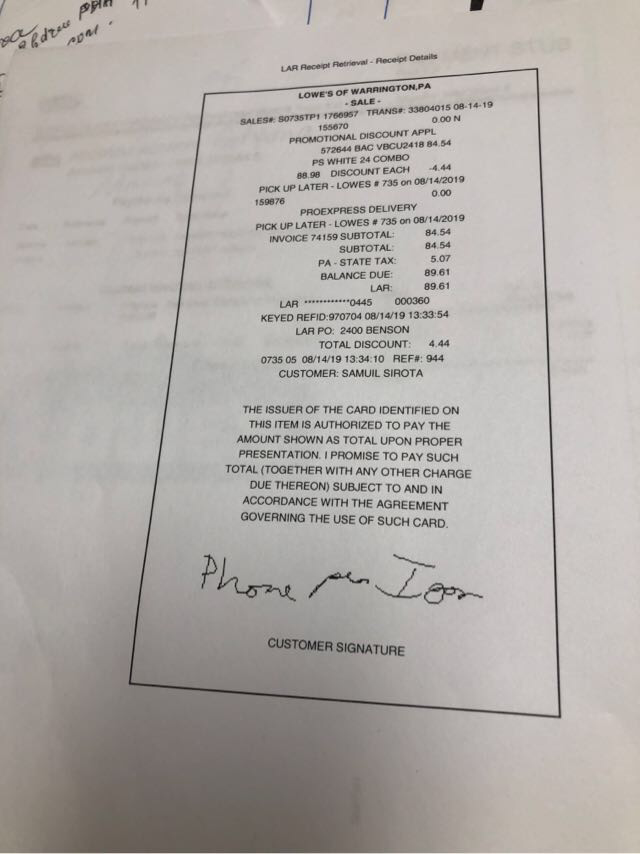 LAR Receipt Retrieval - Receipt Details
LOWE'S OF WARRINGTON,PA
- SALE -
SALES#: S0735TP1 1766957 TRANS#: 33804015 08-14-19
155670 0.00 N
PROMOTIONAL DISCOUNT APPL
572644 BAC VBCU2418 84.54
PS WHITE 24 COMBO
88.98 DISCOUNT EACH -4.44
PICK UP LATER - LOWES # 735 on 08/14/2019
159876 0.00
PROEXPRESS DELIVERY
PICK UP LATER - LOWES # 735 on 08/14/2019
INVOICE 74159 SUBTOTAL: 84.54
SUBTOTAL: 84.54
PA - STATE TAX: 5.07
BALANCE DUE: 89.61
LAR: 89.61
LAR ************0445 000360
KEYED REFID:970704 08/14/19 13:33:54
LAR PO: 2400 BENSON
TOTAL DISCOUNT: 4.44
0735 05 08/14/19 13:34:10 REF#: 944
CUSTOMER: SAMUIL SIROTA
THE ISSUER OF THE CARD IDENTIFIED ON
THIS ITEM IS AUTHORIZED TO PAY THE
AMOUNT SHOWN AS TOTAL UPON PROPER
PRESENTATION. I PROMISE TO PAY SUCH
TOTAL (TOGETHER WITH ANY OTHER CHARGE
DUE THEREON) SUBJECT TO AND IN
ACCORDANCE WITH THE AGREEMENT
GOVERNING THE USE OF SUCH CARD.
Phone per Igor
CUSTOMER SIGNATURE